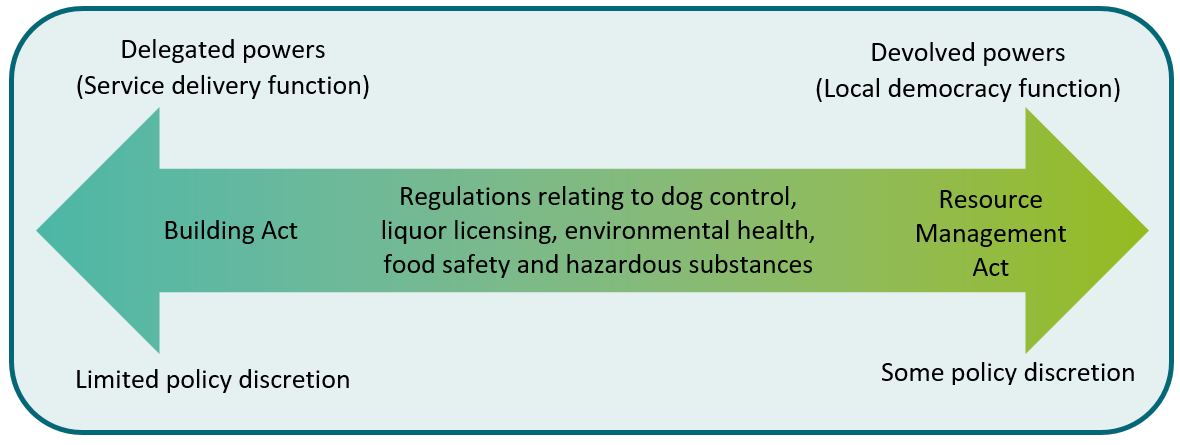 Delegated powers
(Service delivery function)
Devolved powers
(Local democracy function)
Building Act
Regulations relating to dog control,
liquor licensing, environmental health,
food safety and hazardous substances
Resource
Management
Act
Limited policy discretion
Some policy discretion